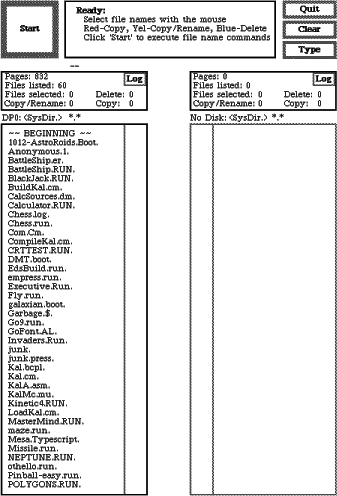 Start
Ready:
Select file names with the mouse
Red-Copy, Yel-Copy/Rename, Blue-Delete
Click 'Start' to execute file name commands
Quit
Clear
Type
Pages: 832
Log
Files listed: 60
Files selected: 0 Delete: 0
Copy/Rename: 0 Copy: 0
DP0: <SysDir.> *.*
~~ BEGINNING ~~
1012-AstroRoids.Boot.
Anonymous.1.
BattleShip.er.
BattleShip.RUN.
BlackJack.RUN.
BuildKal.cm.
CalcSources.dm.
Calculator.RUN.
Chess.log.
Chess.run.
Com.Cm.
CompileKal.cm.
CRTTEST.RUN.
DMT.boot.
EdsBuild.run.
empress.run.
Executive.Run.
Fly.run.
galaxian.boot.
Garbage.$.
Go9.run.
GoFont.AL.
Invaders.Run.
junk.
junk.press.
Kal.bcpl.
Kal.cm.
KalA.asm.
KalMc.mu.
Kinetic4.RUN.
LoadKal.cm.
MasterMind.RUN.
maze.run.
Mesa.Typescript.
Missile.run.
NEPTUNE.RUN.
othello.run.
Pinball-easy.run.
POLYGONS.RUN.
Pages: 0
Log
Files listed: 0
Files selected: 0 Delete: 0
Copy/Rename: 0 Copy: 0
No Disk: <SysDir.> *.*